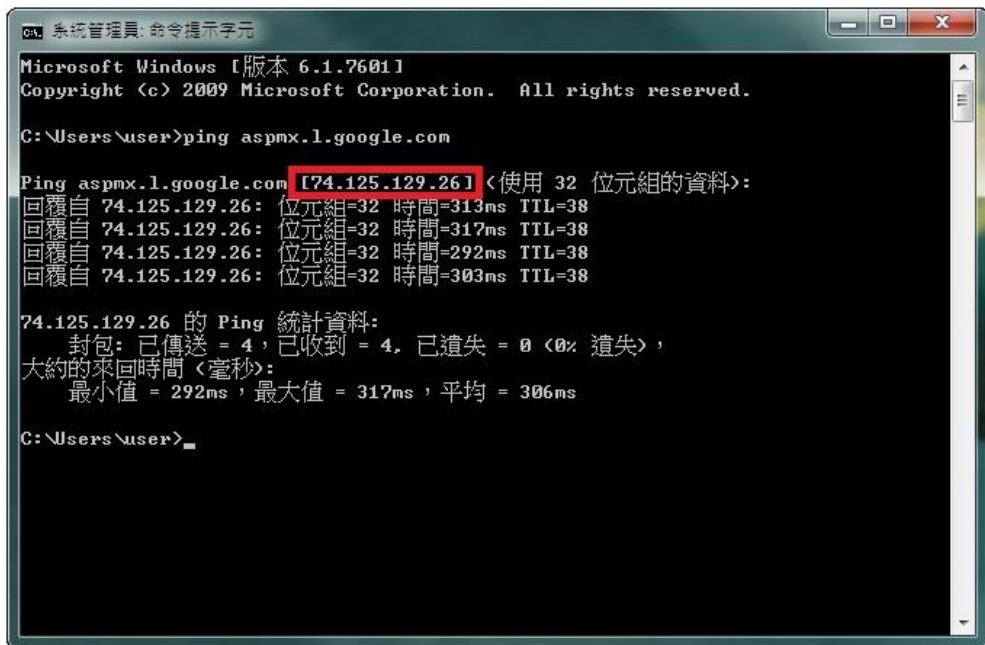 系統管理員: 命令提示字元
Microsoft Windows [版本 6.1.7601]
Copyright (c) 2009 Microsoft Corporation.  All rights reserved.
C:\Users\user>ping aspmx.l.google.com
Ping aspmx.l.google.com [74.125.129.26] (使用 32 位元組的資料):
回覆自 74.125.129.26: 位元組=32 時間=313ms TTL=38
回覆自 74.125.129.26: 位元組=32 時間=317ms TTL=38
回覆自 74.125.129.26: 位元組=32 時間=292ms TTL=38
回覆自 74.125.129.26: 位元組=32 時間=303ms TTL=38
74.125.129.26 的 Ping 統計資料:
封包: 已傳送 = 4，已收到 = 4, 已遺失 = 0 (0% 遺失)，
大約的來回時間 (毫秒):
最小值 = 292ms，最大值 = 317ms，平均 = 306ms
C:\Users\user>_